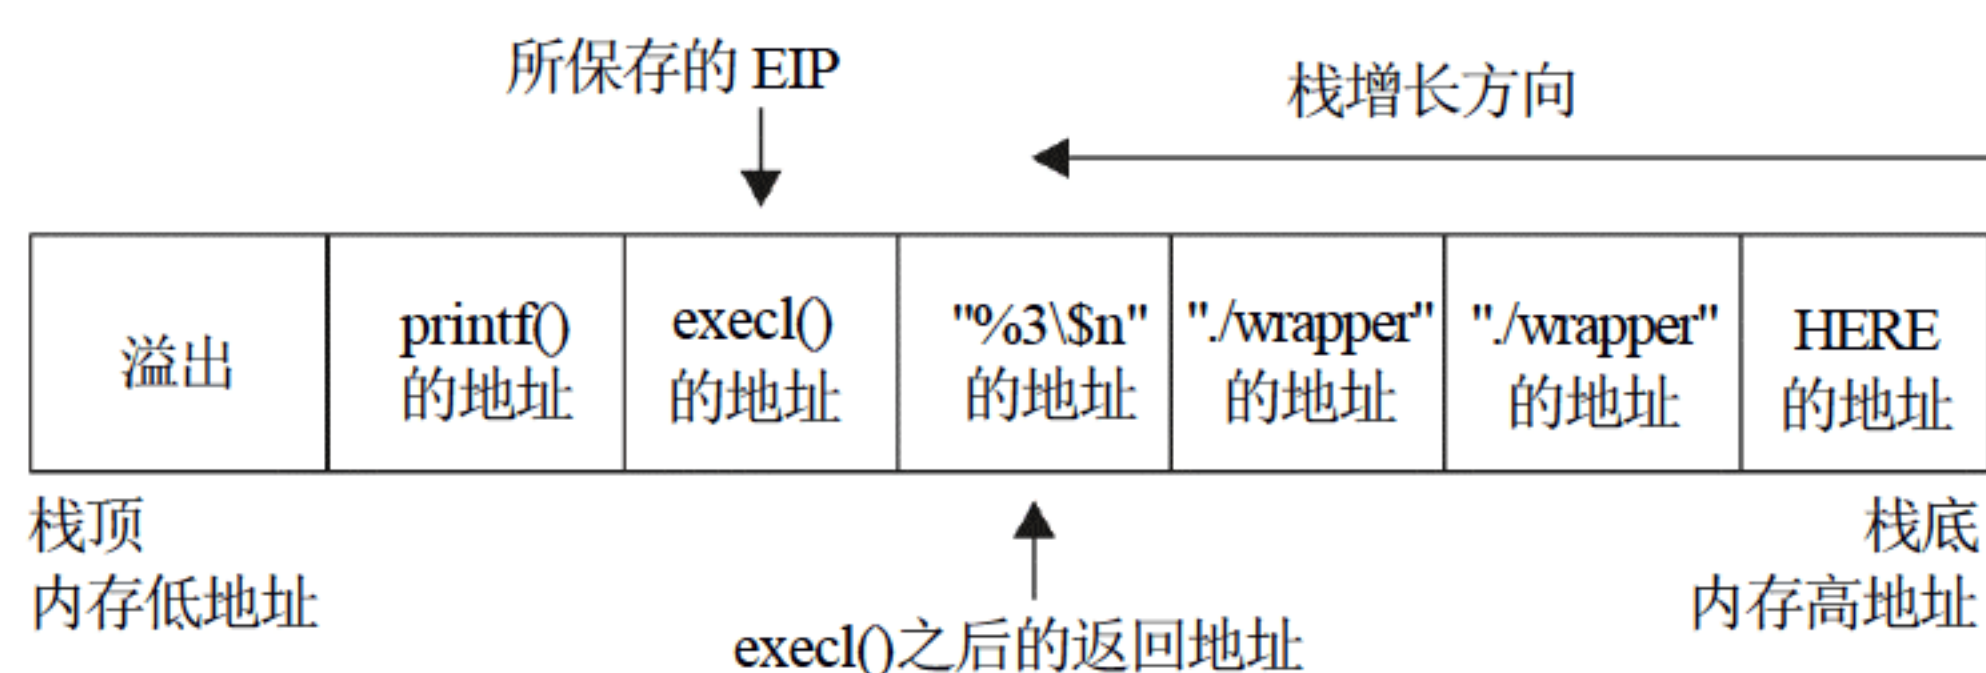 所保存的 EIP
栈增长方向
溢出
printf()
的地址
execl()
的地址
"%3\$n"
的地址
"./wrapper"
的地址
"./wrapper"
的地址
HERE
的地址
栈顶
内存低地址
栈底
内存高地址
execl()之后的返回地址